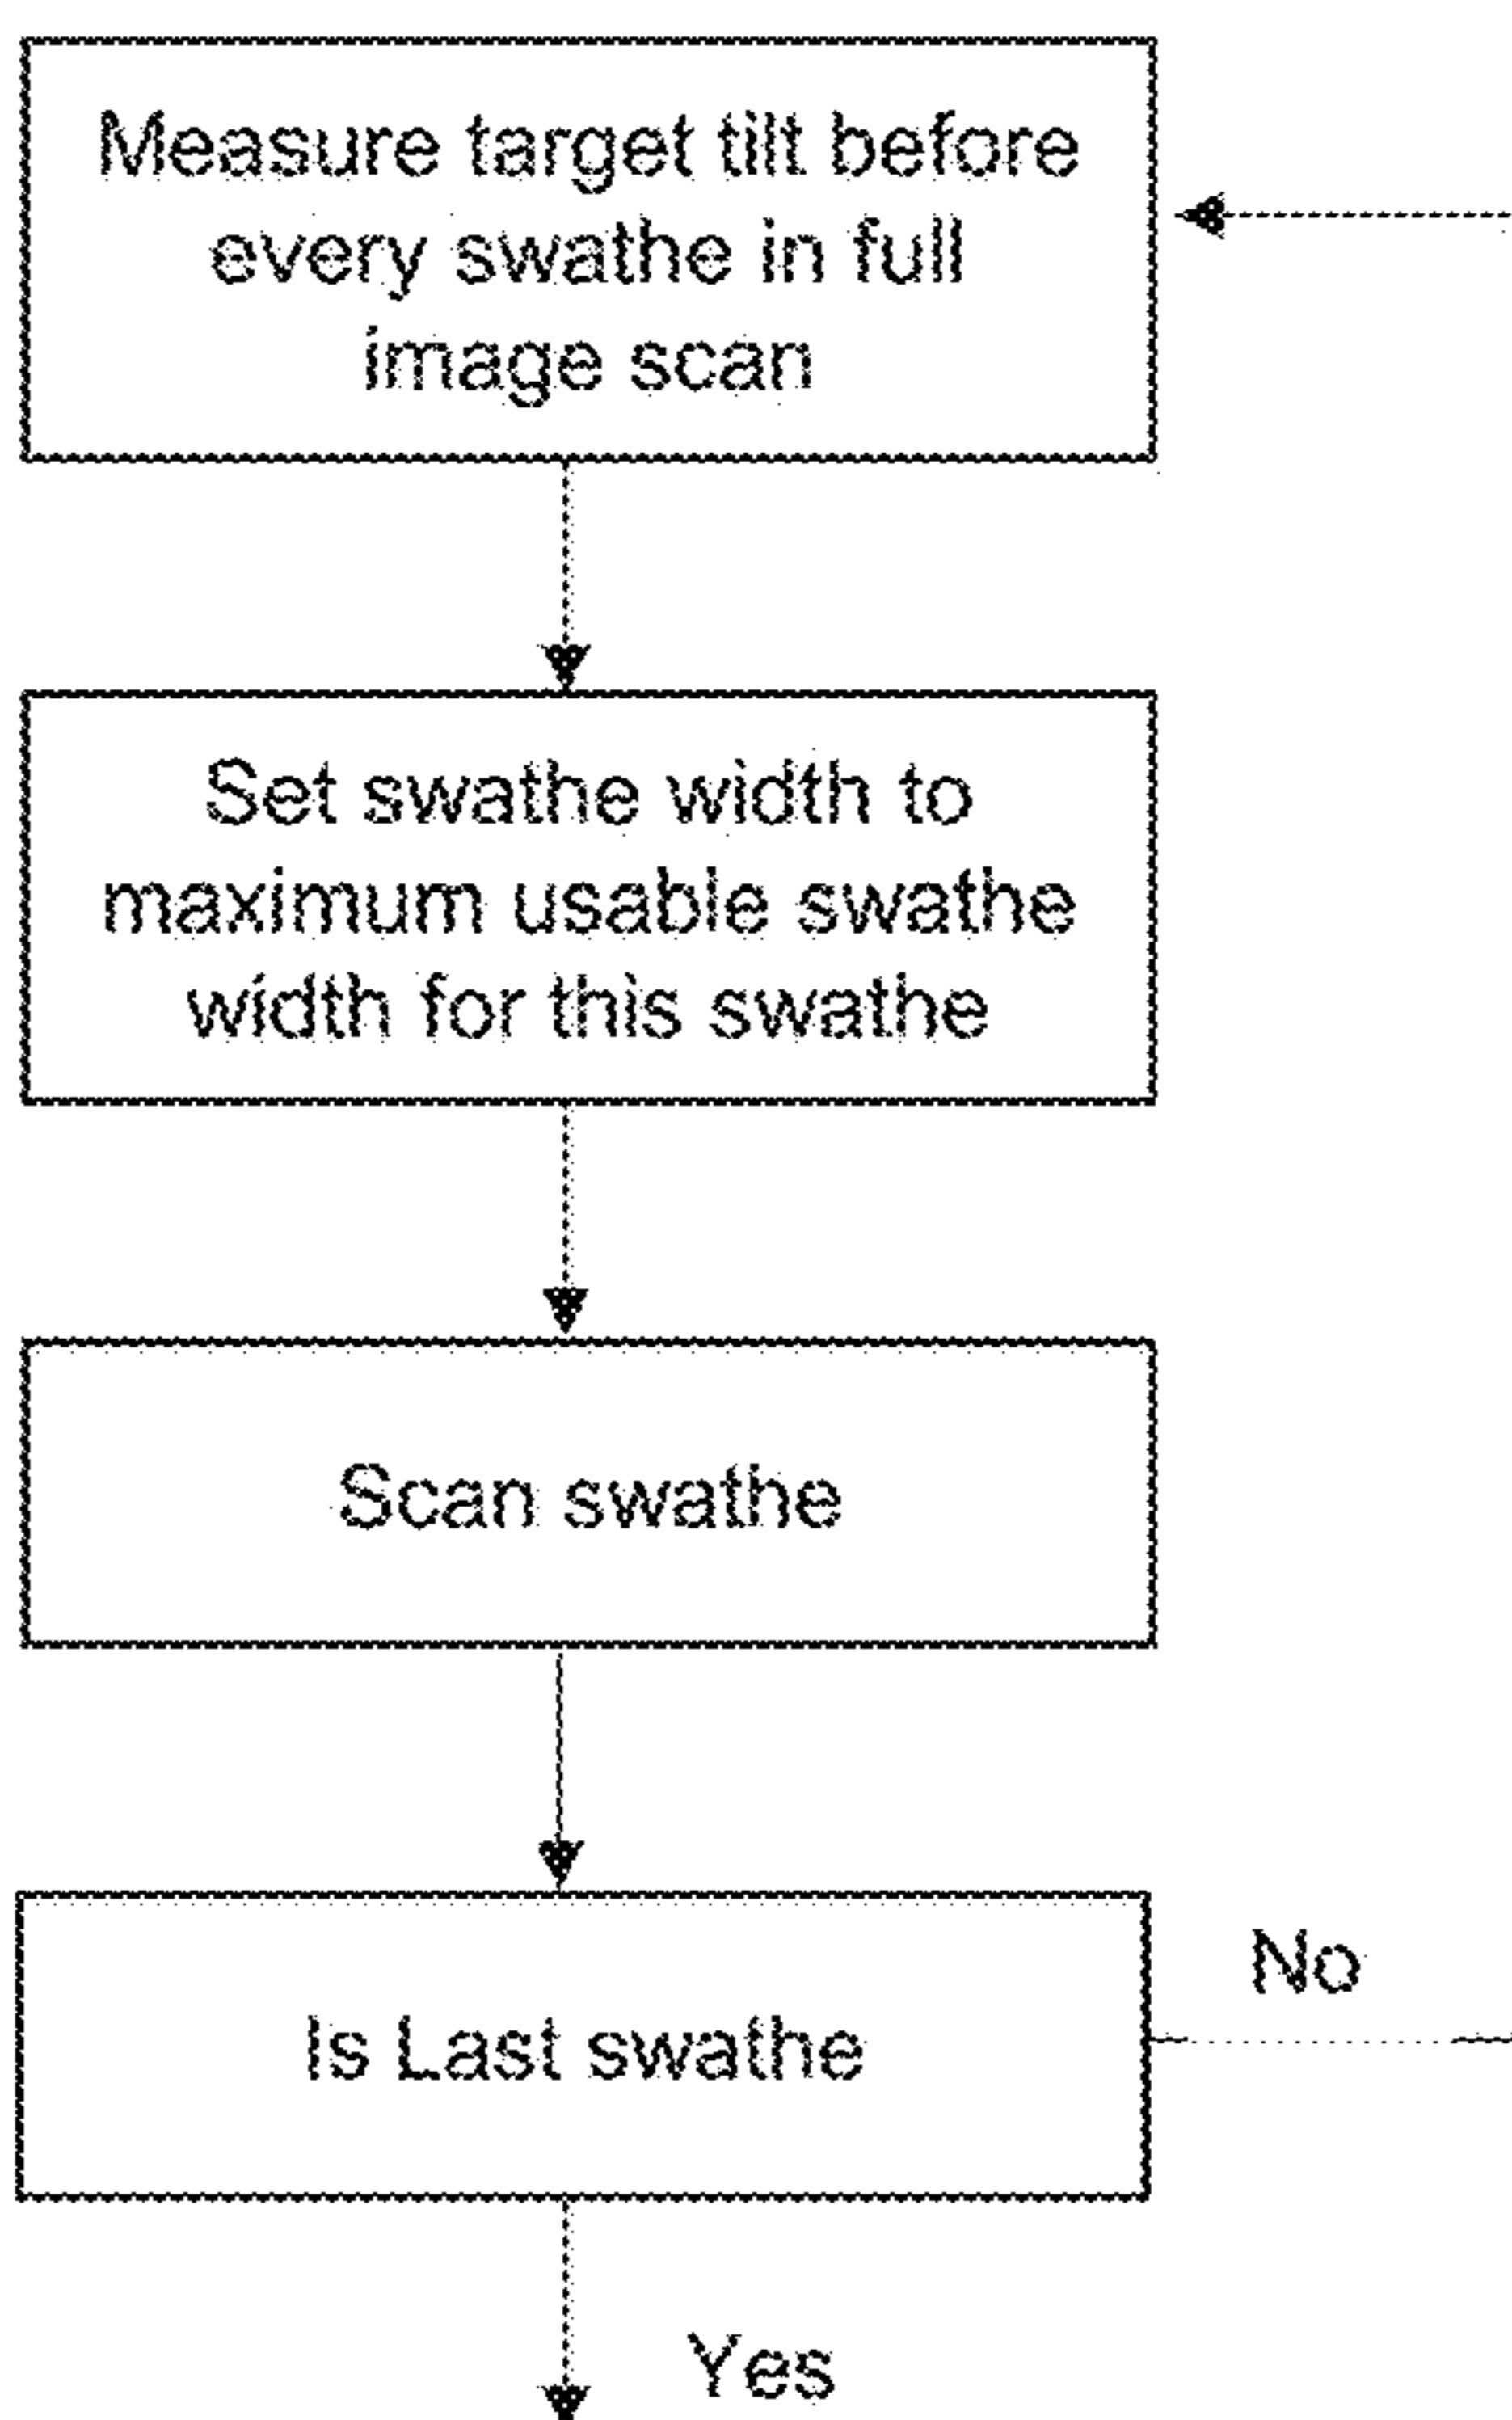 Measure target tilt before
every swathe in full
image scan
Set swathe width to
maximum usable swathe
width for this swathe
Scan swathe
Is Last swathe
No
Yes